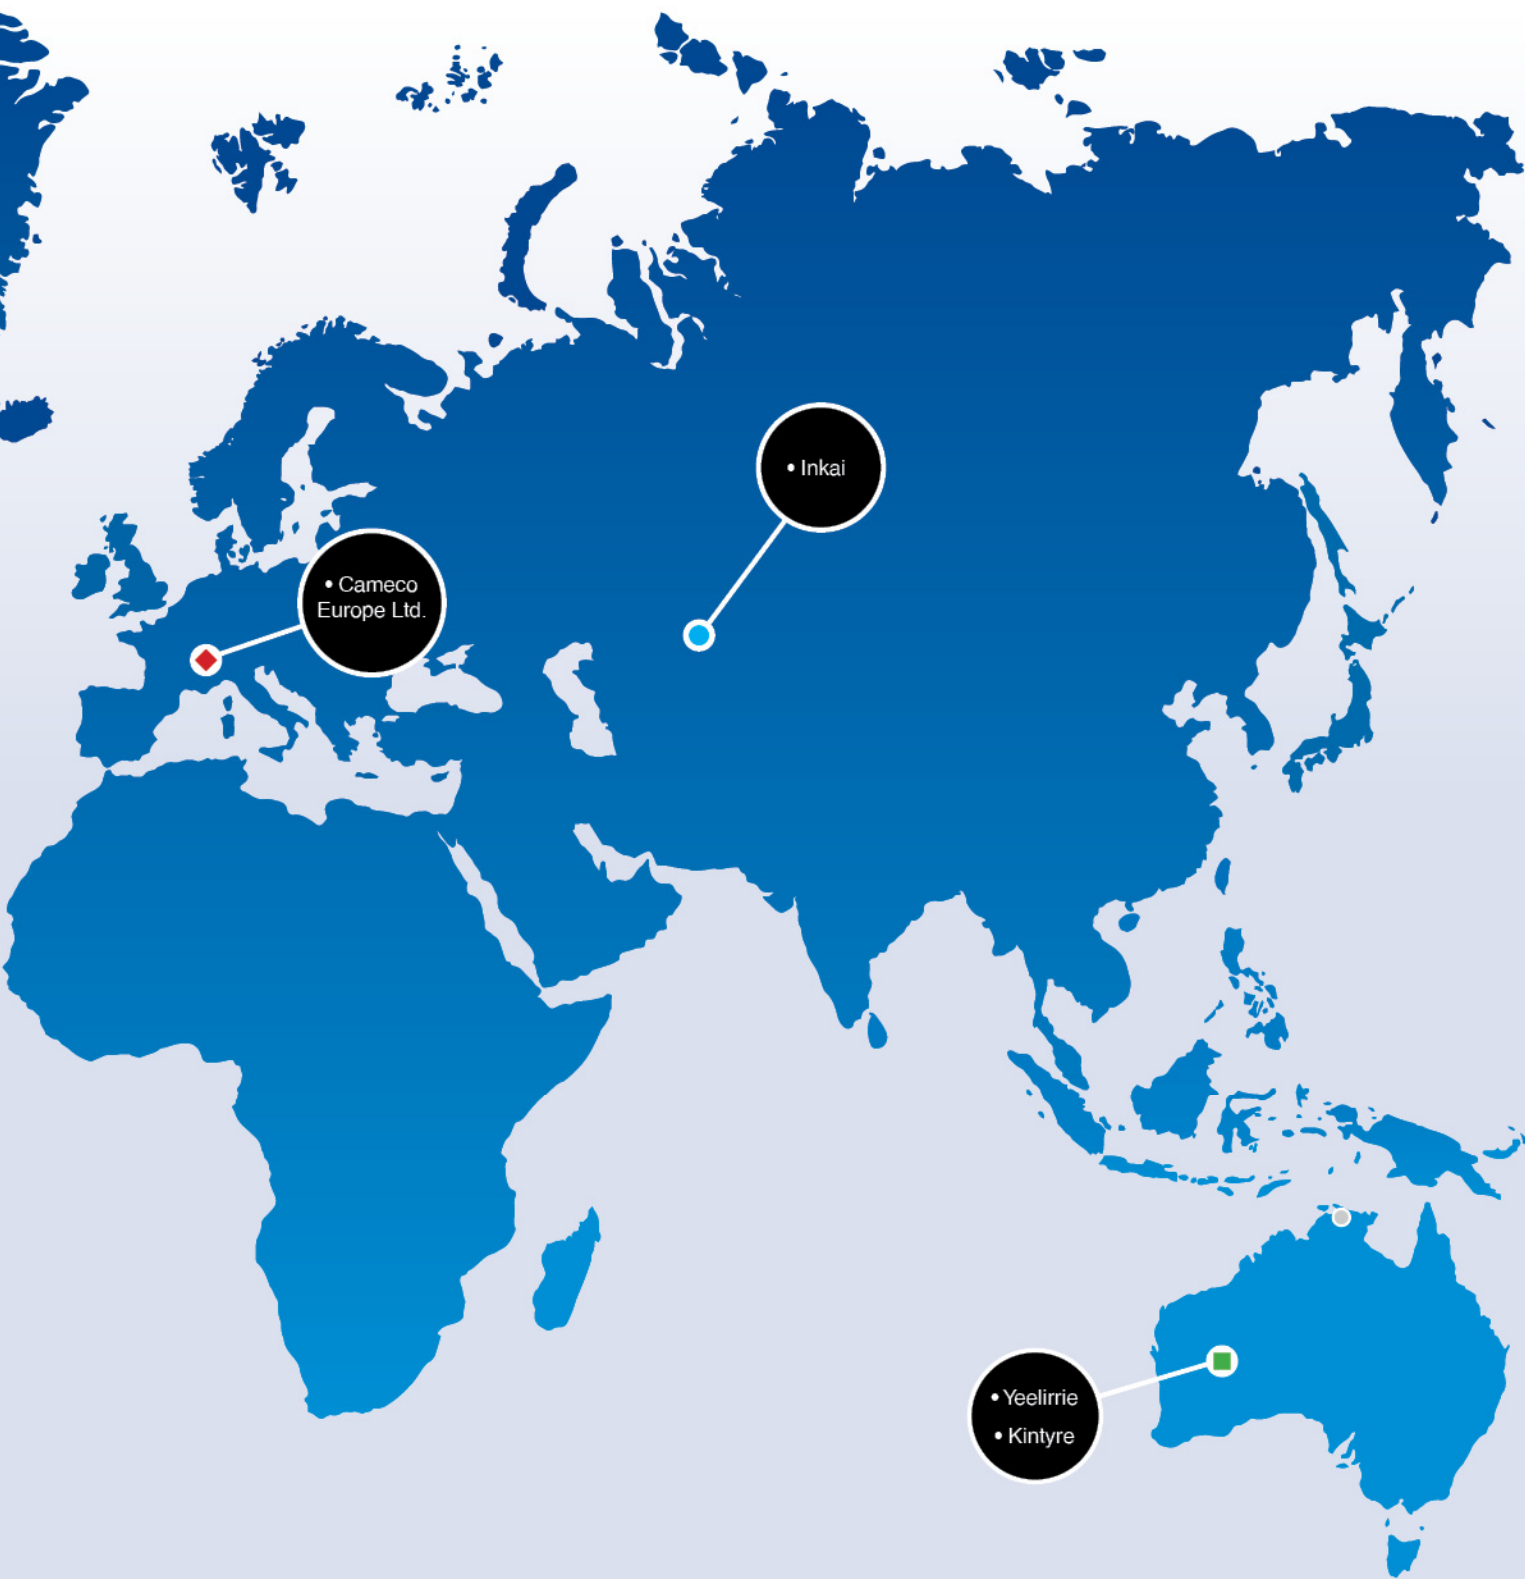 • Inkai
• Cameco
Europe Ltd.
• Yeelirrie
• Kintyre